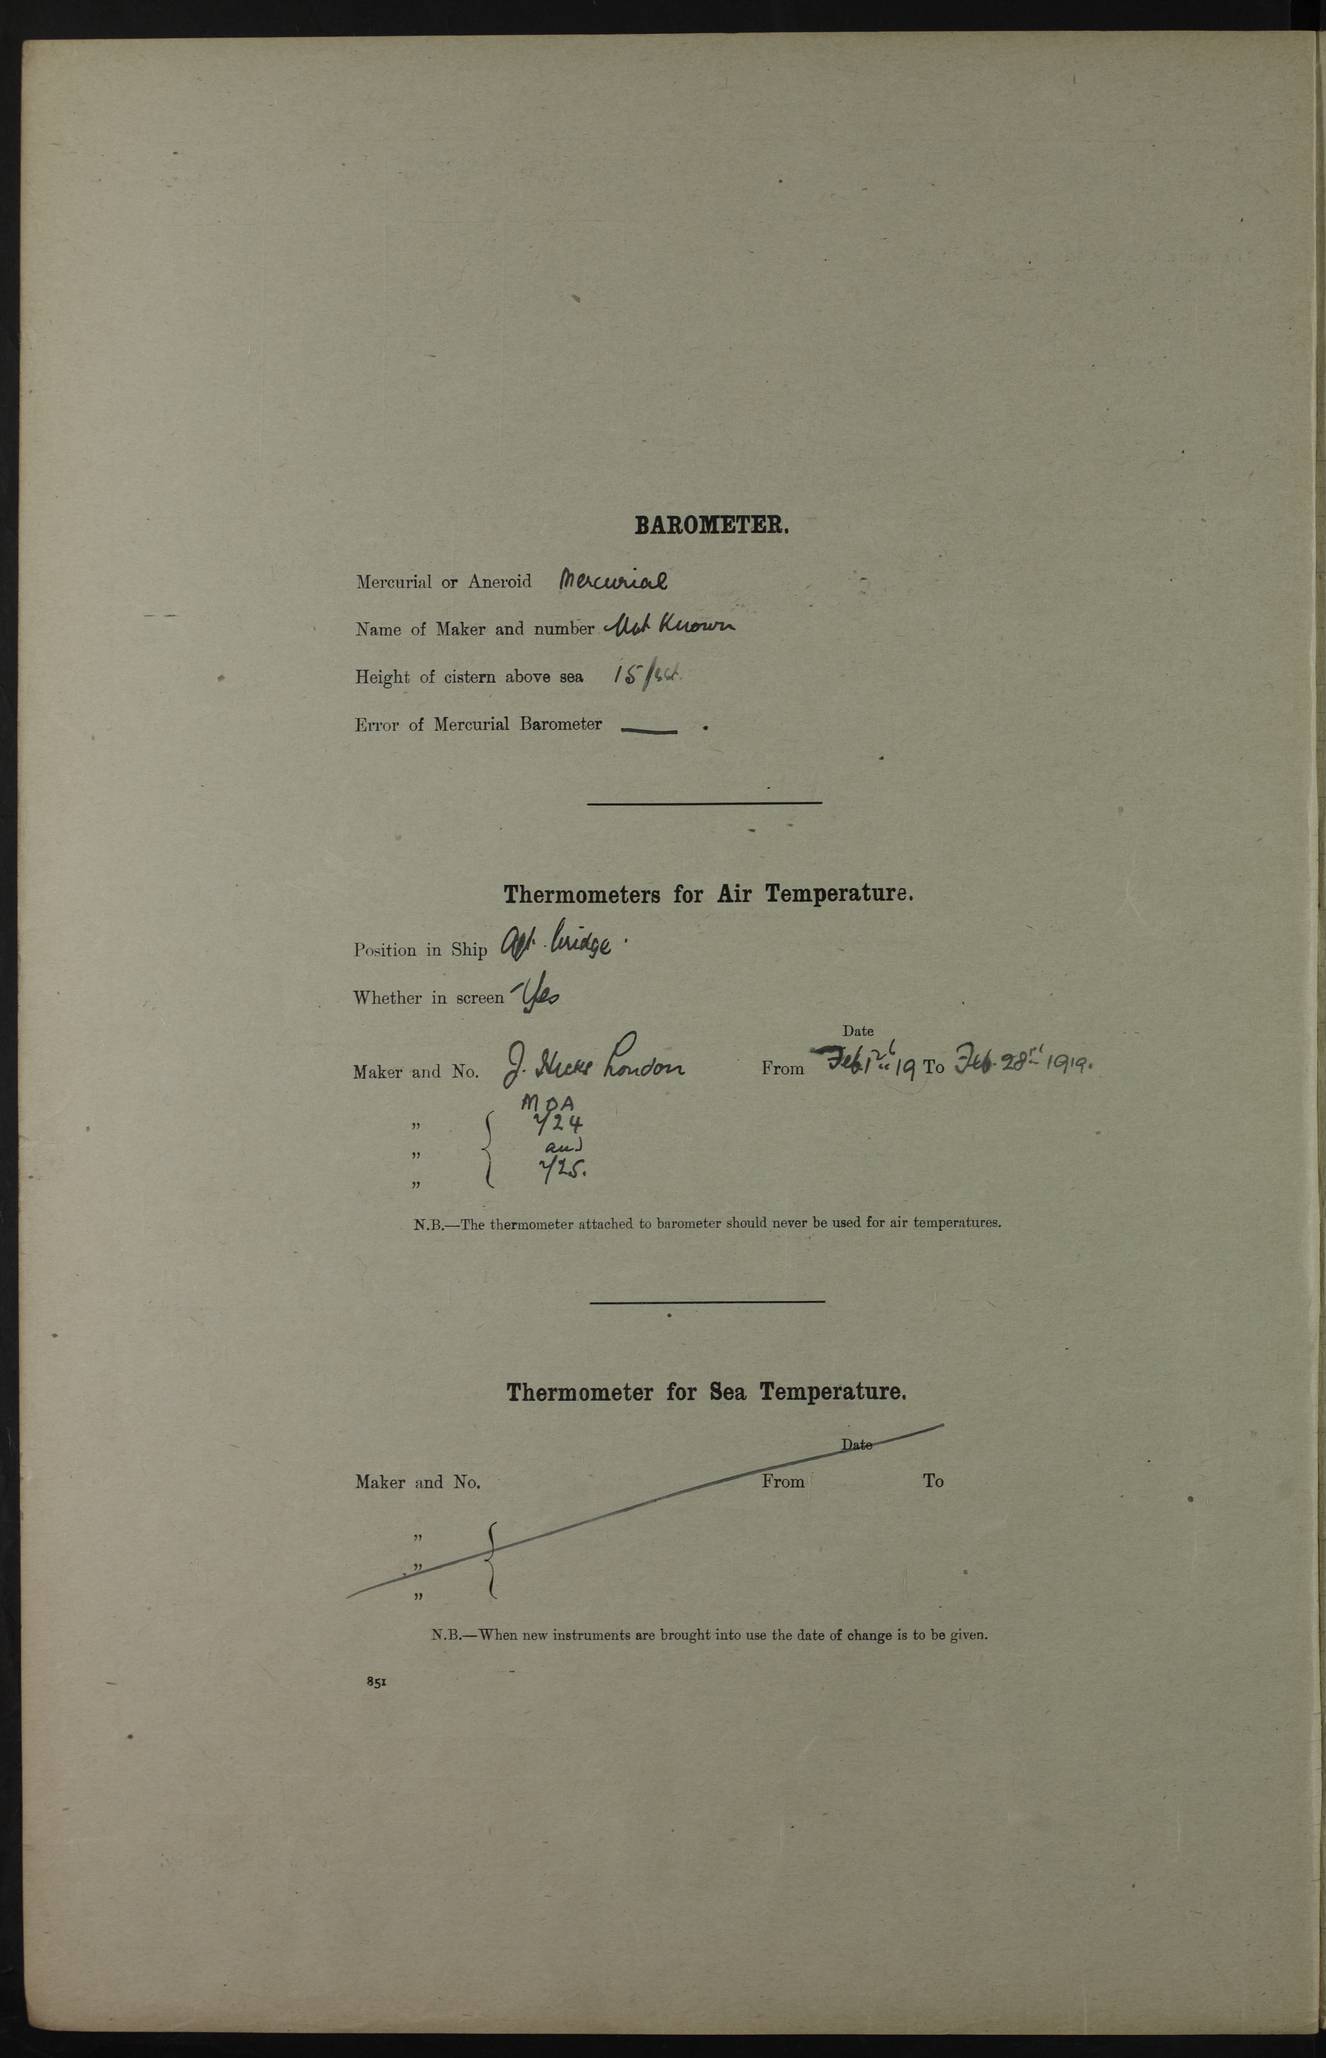 BAROMETER.
Mercurial or Aneroid Mercurial
Name of Maker and number Not Known
Height of cistern above sea 15 feet.
Error of Mercurial Barometer — .
Thermometers for Air Temperature.
Position in Ship Aft bridge.
Whether in screen Yes
Date
Maker and No. J. Hicks London From Feb 1st 19 To Feb 28th 1919.
MOA
„ { 724
„ and
„ 725.
N.B.—The thermometer attached to barometer should never be used for air temperatures.
Thermometer for Sea Temperature.
Date
Maker and No. From To
„
„ {
„
N.B.—When new instruments are brought into use the date of change is to be given.
851